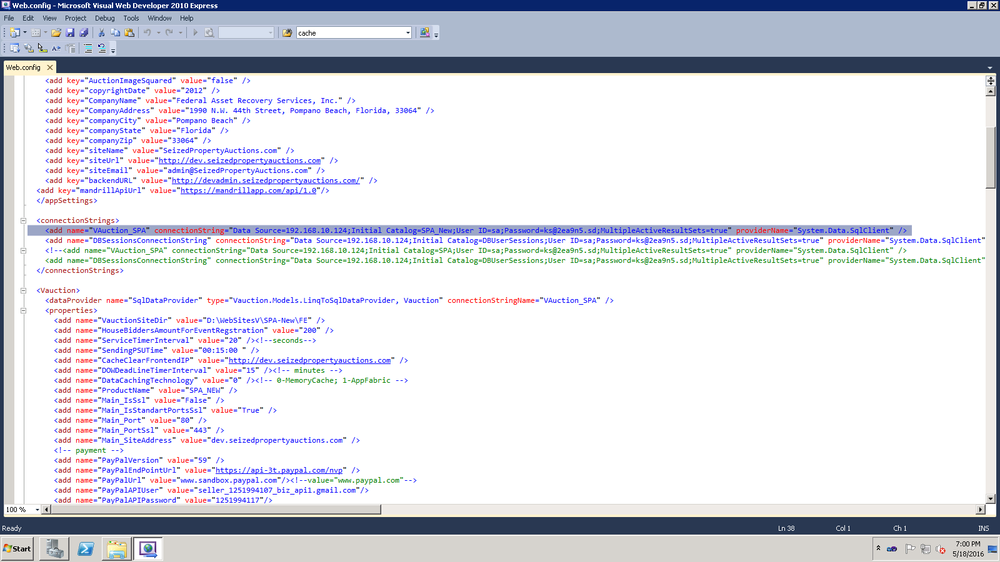 Web.config - Microsoft Visual Web Developer 2010 Express
File Edit View Project Debug Tools Window Help
cache
Web.config
<add key="AuctionImageSquared" value="false" />
<add key="copyrightDate" value="2012" />
<add key="CompanyName" value="Federal Asset Recovery Services, Inc." />
<add key="CompanyAddress" value="1990 N.W. 44th Street, Pompano Beach, Florida, 33064" />
<add key="companyCity" value="Pompano Beach" />
<add key="companyState" value="Florida" />
<add key="companyZip" value="33064" />
<add key="siteName" value="SeizedPropertyAuctions.com" />
<add key="siteUrl" value="http://dev.seizedpropertyauctions.com" />
<add key="siteEmail" value="admin@SeizedPropertyAuctions.com" />
<add key="backendURL" value="http://devadmin.seizedpropertyauctions.com/" />
<add key="mandrillApiUrl" value="https://mandrillapp.com/api/1.0"/>
</appSettings>
<connectionStrings>
<add name="VAuction_SPA" connectionString="Data Source=192.168.10.124;Initial Catalog=SPA_New;User ID=sa;Password=ks@2ea9n5.sd;MultipleActiveResultSets=true" providerName="System.Data.SqlClient" />
<add name="DBSessionsConnectionString" connectionString="Data Source=192.168.10.124;Initial Catalog=DBUserSessions;User ID=sa;Password=ks@2ea9n5.sd;MultipleActiveResultSets=true" providerName="System.Data.SqlClient"
<!--<add name="VAuction_SPA" connectionString="Data Source=192.168.10.124;Initial Catalog=SPA;User ID=sa;Password=ks@2ea9n5.sd;MultipleActiveResultSets=true" providerName="System.Data.SqlClient" />
<add name="DBSessionsConnectionString" connectionString="Data Source=192.168.10.124;Initial Catalog=DBUserSessions;User ID=sa;Password=ks@2ea9n5.sd;MultipleActiveResultSets=true" providerName="System.Data.SqlClient"
</connectionStrings>
<Vauction>
<dataProvider name="SqlDataProvider" type="Vauction.Models.LinqToSqlDataProvider, Vauction" connectionStringName="VAuction_SPA" />
<properties>
<add name="VauctionSiteDir" value="D:\WebSitesV\SPA-New\FE" />
<add name="HouseBiddersAmountForEventRegstration" value="200" />
<add name="ServiceTimerInterval" value="20" /><!--seconds-->
<add name="SendingPSUTime" value="00:15:00 " />
<add name="CacheClearFrontendIP" value="http://dev.seizedpropertyauctions.com" />
<add name="DOWDeadLineTimerInterval" value="15" /><!-- minutes -->
<add name="DataCachingTechnology" value="0" /><!-- 0-MemoryCache; 1-AppFabric -->
<add name="ProductName" value="SPA_NEW" />
<add name="Main_IsSsl" value="False" />
<add name="Main_IsStandartPortsSsl" value="True" />
<add name="Main_Port" value="80" />
<add name="Main_PortSsl" value="443" />
<add name="Main_SiteAddress" value="dev.seizedpropertyauctions.com" />
<!-- payment -->
<add name="PayPalVersion" value="59" />
<add name="PayPalEndPointUrl" value="https://api-3t.paypal.com/nvp" />
<add name="PayPalUrl" value="www.sandbox.paypal.com"/><!--value="www.paypal.com"-->
<add name="PayPalAPIUser" value="seller_1251994107_biz_api1.gmail.com"/>
<add name="PayPalAPIPassword" value="1251994117"/>
100 %
Ready Ln 38 Col 1 Ch 1 INS
Start
7:00 PM
5/18/2016